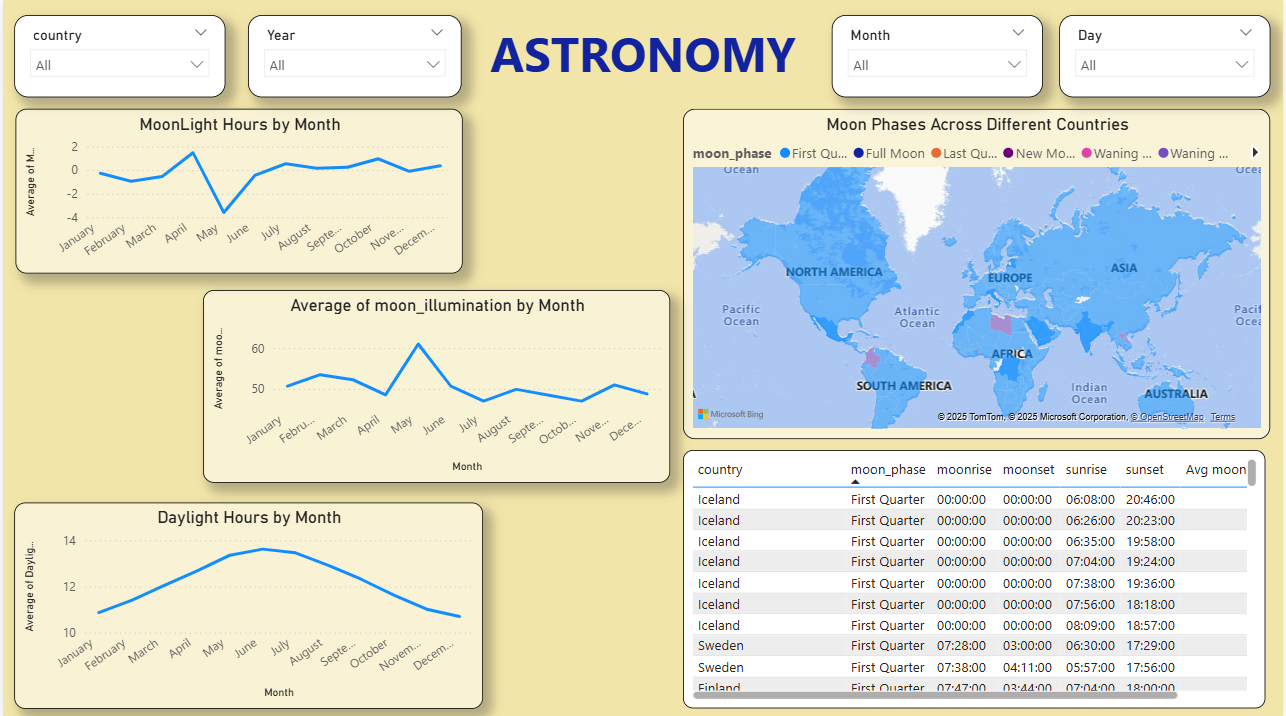 country
All
Year
All
ASTRONOMY
Month
All
Day
All
MoonLight Hours by Month
Average of M...
2
0
-2
-4
January
February
March
April
May
June
July
August
Septe...
October
Nove...
Decem...
Average of moon_illumination by Month
Average of moo...
60
50
January
Febru...
March
April
May
June
July
August
Septe...
Octob...
Nove...
Dece...
Month
Daylight Hours by Month
Average of Daylig...
14
12
10
January
February
March
April
May
June
July
August
Septe...
October
Novem...
Decem...
Month
Moon Phases Across Different Countries
moon_phase First Qu... Full Moon Last Qu... New Mo... Waning ... Waning ...
Ocean
Ocean
NORTH AMERICA
EUROPE
ASIA
Pacific
Ocean
Atlantic
Ocean
Pacif
Ocea
AFRICA
SOUTH AMERICA
Indian
Ocean
AUSTRALIA
Microsoft Bing
© 2025 TomTom, © 2025 Microsoft Corporation, © OpenStreetMap Terms
country moon_phase moonrise moonset sunrise sunset Avg moon
Iceland First Quarter 00:00:00 00:00:00 06:08:00 20:46:00
Iceland First Quarter 00:00:00 00:00:00 06:26:00 20:23:00
Iceland First Quarter 00:00:00 00:00:00 06:35:00 19:58:00
Iceland First Quarter 00:00:00 00:00:00 07:04:00 19:24:00
Iceland First Quarter 00:00:00 00:00:00 07:38:00 19:36:00
Iceland First Quarter 00:00:00 00:00:00 07:56:00 18:18:00
Iceland First Quarter 00:00:00 00:00:00 08:09:00 18:57:00
Sweden First Quarter 07:28:00 03:00:00 06:30:00 17:29:00
Sweden First Quarter 07:38:00 04:11:00 05:57:00 17:56:00
Finland First Quarter 07:47:00 03:44:00 07:04:00 18:00:00